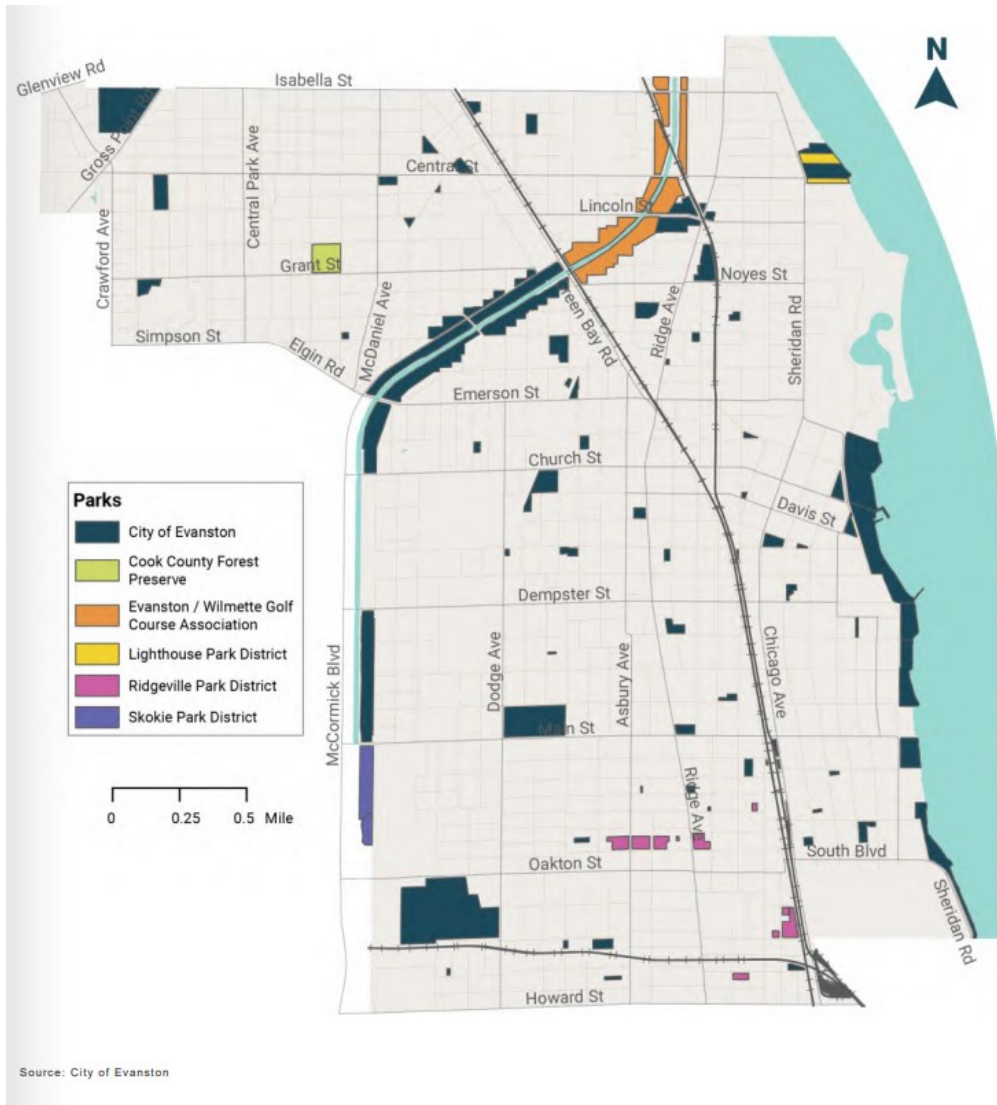 N
Glenview Rd
Isabella St
Gross Point Rd
Central Park Ave
Central St
Lincoln St
Crawford Ave
Grant St
Noyes St
Green Bay Rd
Ridge Ave
Sheridan Rd
Simpson St
Elgin Rd
McDaniel Ave
Emerson St
Church St
Davis St
Parks
City of Evanston
Cook County Forest
Preserve
Evanston / Wilmette Golf
Course Association
Lighthouse Park District
Ridgeville Park District
Skokie Park District
Dempster St
McCormick Blvd
Dodge Ave
Asbury Ave
Chicago Ave
Main St
Ridge Ave
0 0.25 0.5 Mile
South Blvd
Oakton St
Sheridan Rd
Howard St
Source: City of Evanston